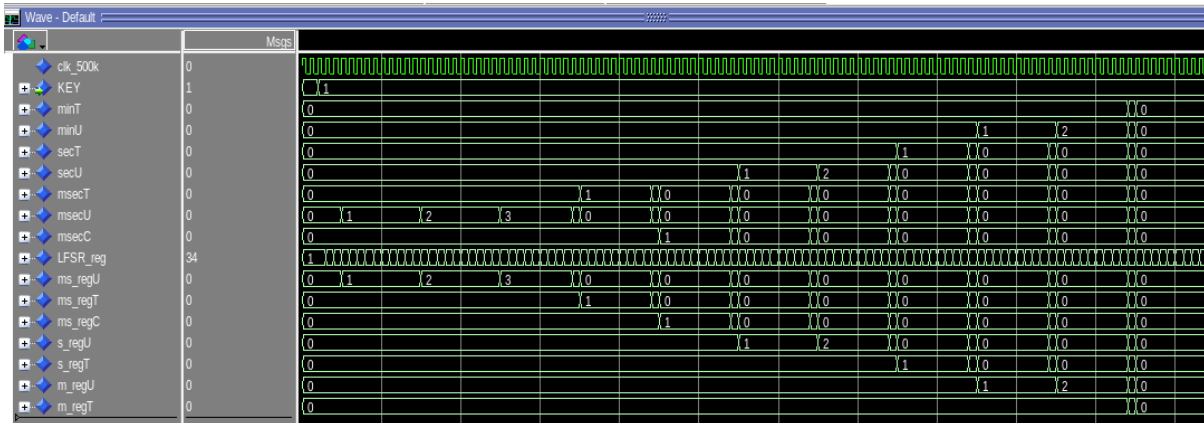 Wave - Default
Msgs
clk_500k 0
KEY 1 1
minT 0 0 0
minU 0 0 1 2 0
secT 0 0 1 0 0 0
secU 0 0 1 2 0 0 0 0
msecT 0 0 1 0 0 0 0 0 0 0
msecU 0 0 1 2 3 0 0 0 0 0 0 0 0
msecC 0 0 1 0 0 0 0 0 0
LFSR_reg 34 1
ms_regU 0 0 1 2 3 0 0 0 0 0 0 0 0
ms_regT 0 0 1 0 0 0 0 0 0 0
ms_regC 0 0 1 0 0 0 0 0 0
s_regU 0 0 1 2 0 0 0 0
s_regT 0 0 1 0 0 0
m_regU 0 0 1 2 0
m_regT 0 0 0